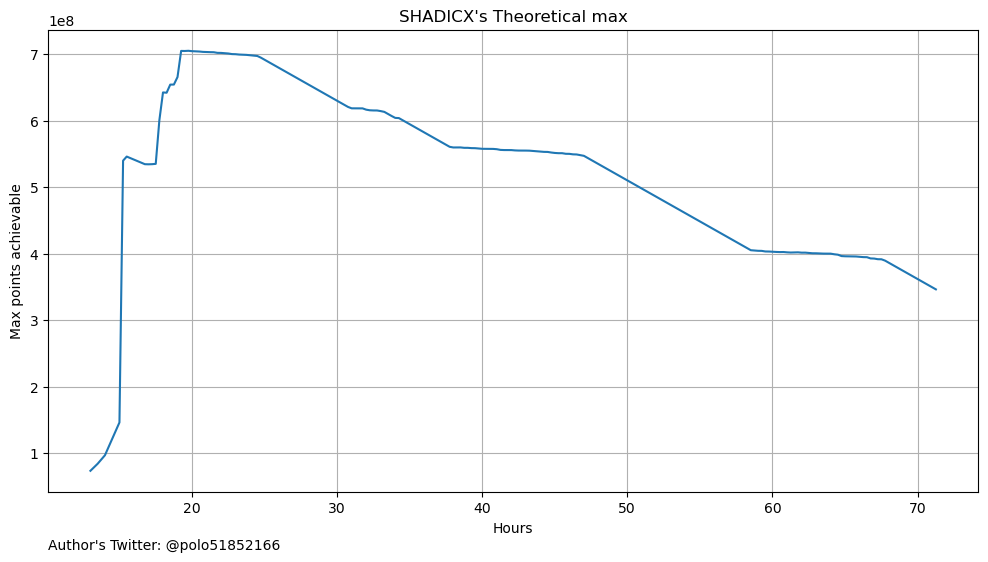 SHADICX's Theoretical max
1e8
7
6
5
4
3
2
1
Max points achievable
20 30 40 50 60 70
Hours
Author's Twitter: @polo51852166